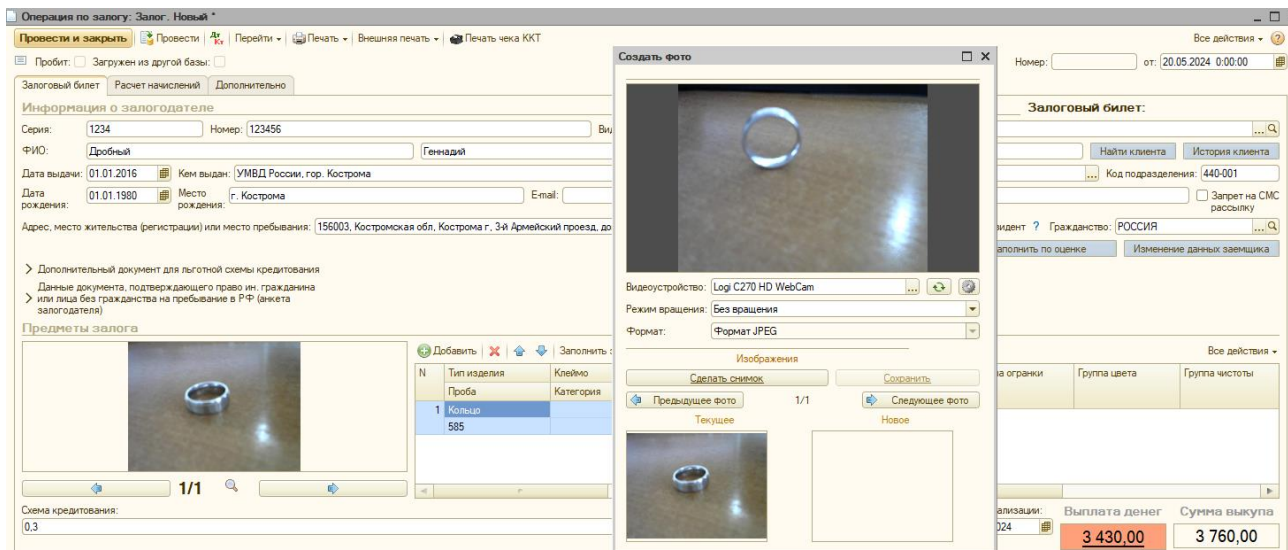 Операция по залогу: Залог. Новый *
Провести и закрыть Провести Дт Кт Перейти Печать Внешняя печать Печать чека ККТ Все действия ?
Создать фото
Пробит: Загружен из другой базы: Номер: от: 20.05.2024 0:00:00
Залоговый билет Расчет начислений Дополнительно
Информация о залогодателе Залоговый билет:
Серия: 1234 Номер: 123456 ...
ФИО: Дробный Геннадий Найти клиента История клиента
Дата выдачи: 01.01.2016 Кем выдан: УМВД России, гор. Кострома ... Код подразделения: 440-001
Дата рождения: 01.01.1980 Место рождения: г. Кострома E-mail: Запрет на СМС рассылку
Адрес, место жительства (регистрации) или место пребывания: 156003, Костромская обл, Кострома г, 3-й Армейский проезд, ? Гражданство: РОССИЯ ...
по оценке Изменение данных заемщика
Дополнительный документ для льготной схемы кредитования
Данные документа, подтверждающего право ин. гражданина
или лица без гражданства на пребывание в РФ (анкета
залогодателя)
Видеоустройство: Logi C270 HD WebCam ...
Режим вращения: Без вращения
Формат: Формат JPEG
Предметы залога
Изображения
Сделать снимок Сохранить
Предыдущее фото 1/1 Следующее фото
Текущее Новое
Добавить Заполнить Все действия
N Тип изделия Клеймо огранки Группа цвета Группа чистоты
Проба Категория
1 Кольцо
585
1/1
Схема кредитования: Выплата денег Сумма выкупа
0,3 3 430,00 3 760,00